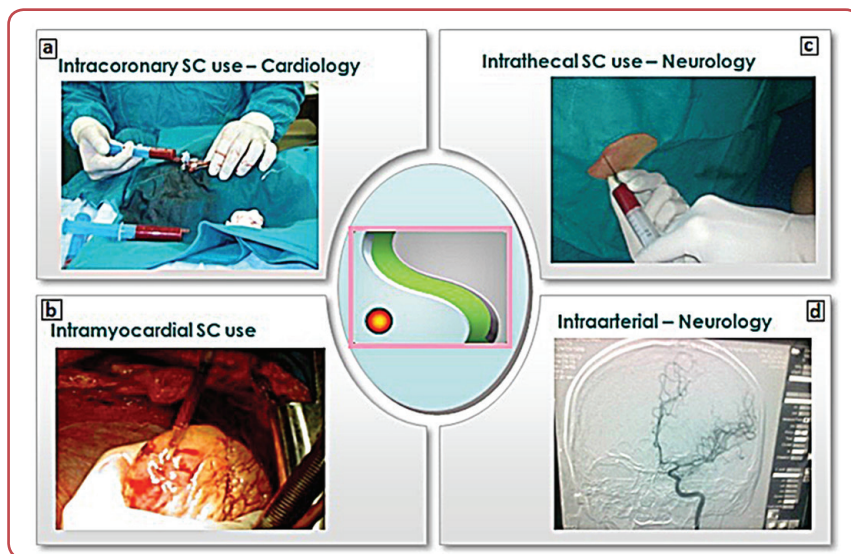 a
Intracoronary SC use – Cardiology
c
Intrathecal SC use – Neurology
b
Intramyocardial SC use
d
Intraarterial – Neurology